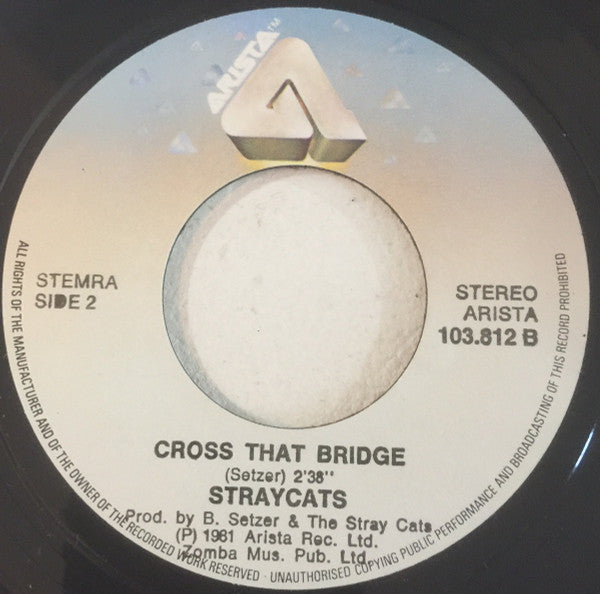 ARISTA™
STEMRA
SIDE 2
STEREO
ARISTA
103.812 B
CROSS THAT BRIDGE
(Setzer) 2'38''
STRAYCATS
Prod. by B. Setzer & The Stray Cats
(P) 1981 Arista Rec. Ltd.
Zomba Mus. Pub. Ltd.
ALL RIGHTS OF THE MANUFACTURER AND OF THE OWNER OF THE RECORDED WORK RESERVED · UNAUTHORISED COPYING PUBLIC PERFORMANCE AND BROADCASTING OF THIS RECORD PROHIBITED